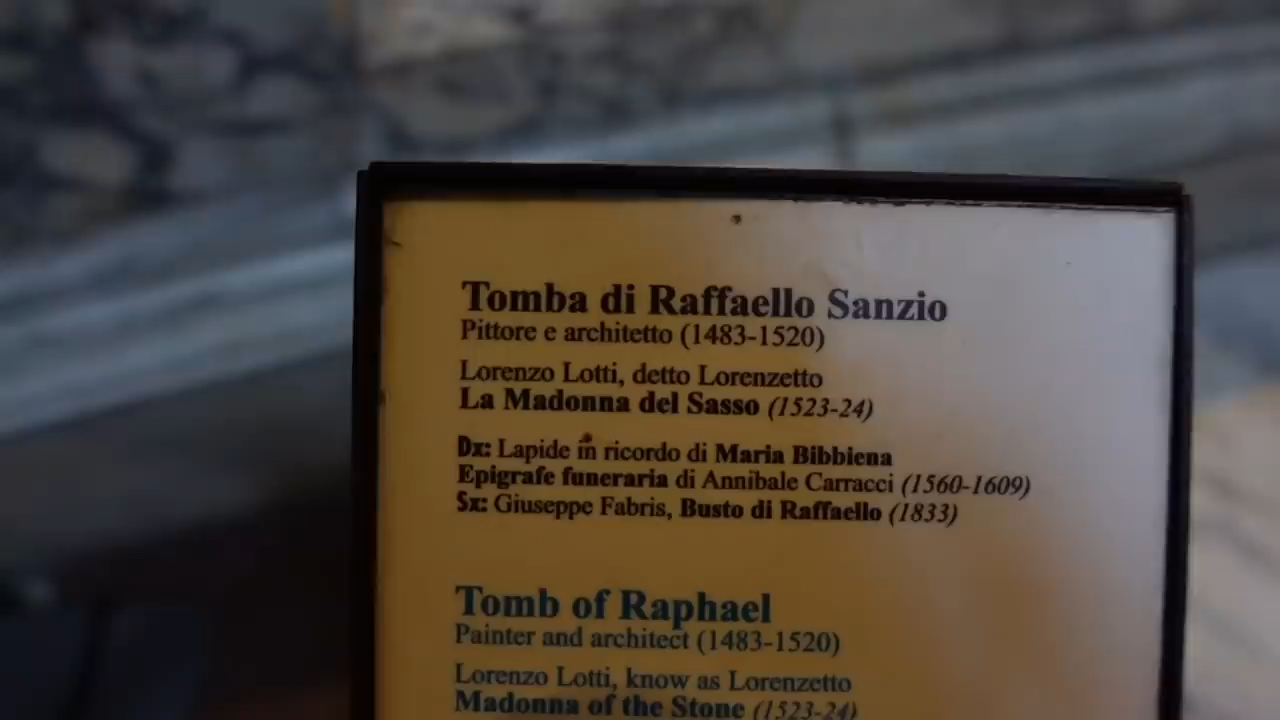 Tomba di Raffaello Sanzio
Pittore e architetto (1483-1520)
Lorenzo Lotti, detto Lorenzetto
La Madonna del Sasso (1523-24)
Dx: Lapide in ricordo di Maria Bibbiena
Epigrafe funeraria di Annibale Carracci (1560-1609)
Sx: Giuseppe Fabris, Busto di Raffaello (1833)
Tomb of Raphael
Painter and architect (1483-1520)
Lorenzo Lotti, know as Lorenzetto
Madonna of the Stone (1523-24)